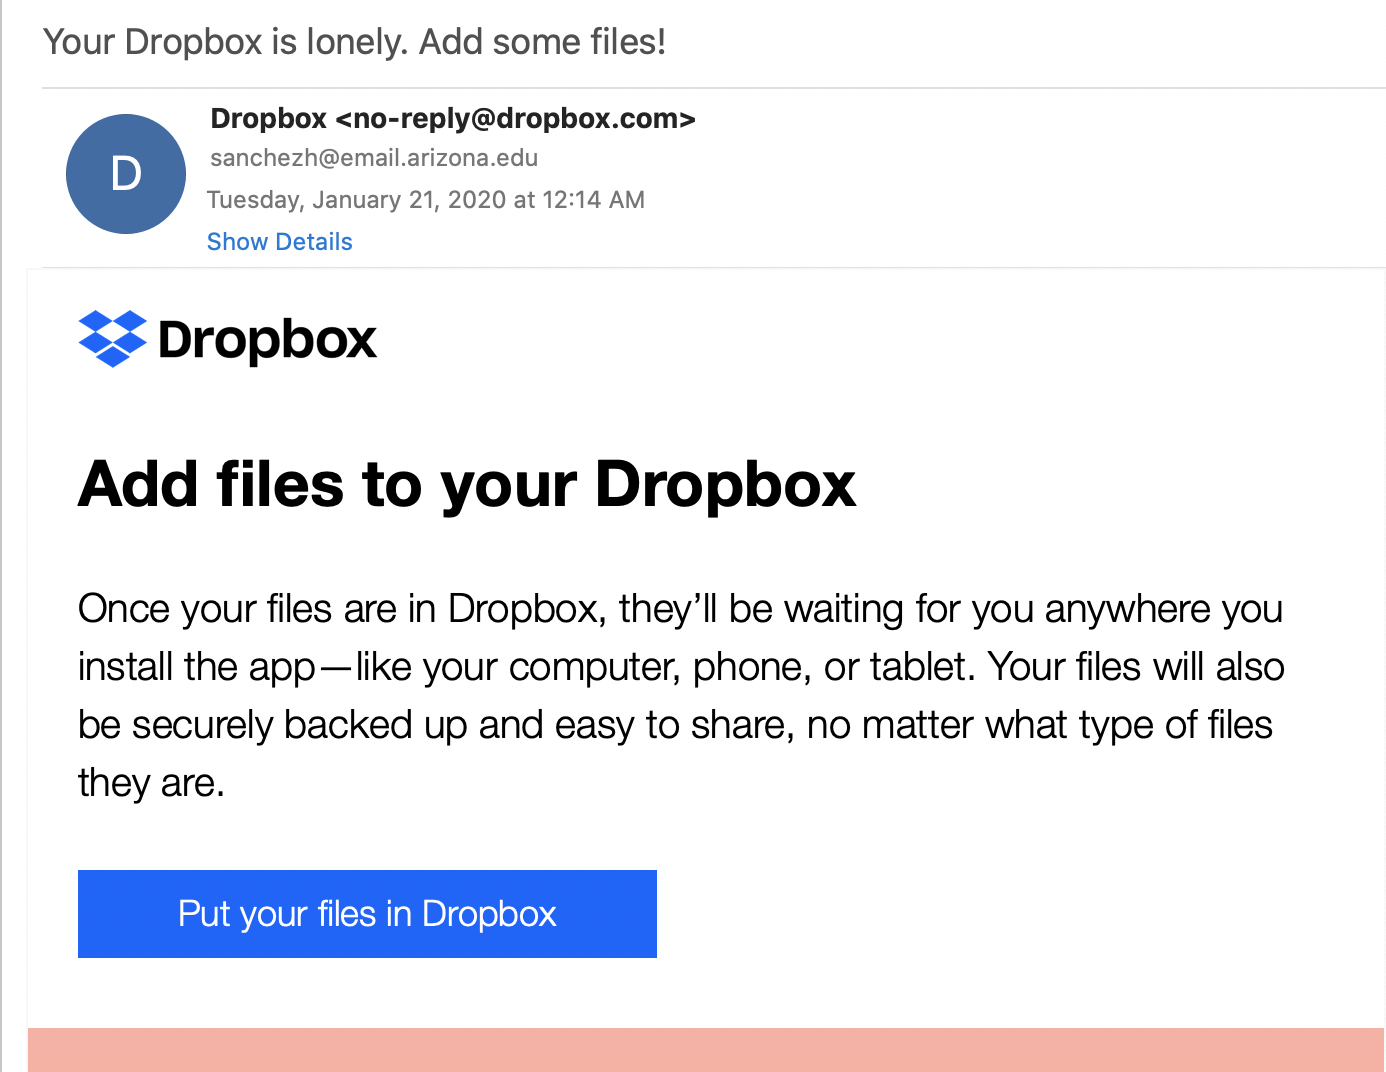 Your Dropbox is lonely. Add some files!
Dropbox <no-reply@dropbox.com>
D
sanchezh@email.arizona.edu
Tuesday, January 21, 2020 at 12:14 AM
Show Details
Dropbox
Add files to your Dropbox
Once your files are in Dropbox, they’ll be waiting for you anywhere you
install the app—like your computer, phone, or tablet. Your files will also
be securely backed up and easy to share, no matter what type of files
they are.
Put your files in Dropbox